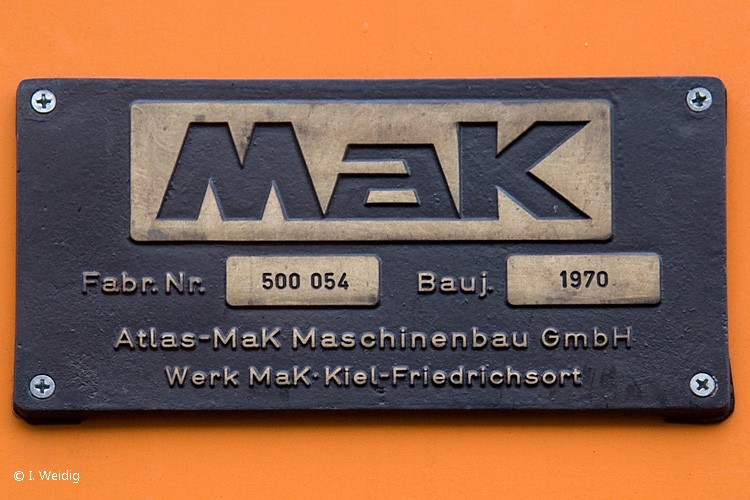 MaK
Fabr. Nr. 500 054 Bauj. 1970
Atlas-MaK Maschinenbau GmbH
Werk MaK·Kiel-Friedrichsort
© I. Weidig